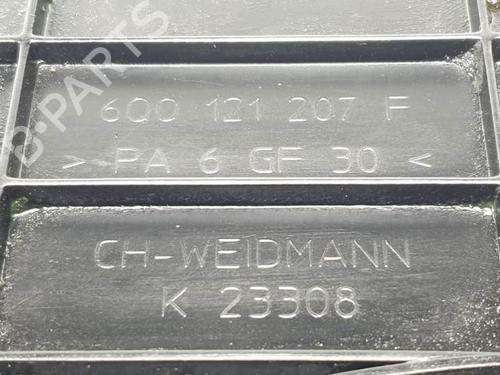 B-PARTS
6Q0 121 207 F
> PA 6 GF 30 <
CH-WEIDMANN
K 23308